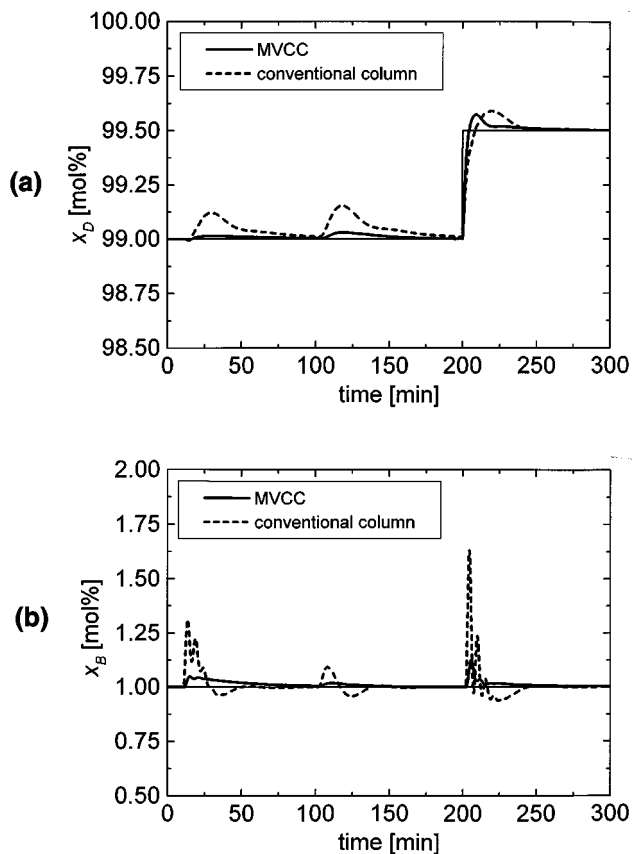 (a)
x_D [mol%]
100.00
99.75
99.50
99.25
99.00
98.75
98.50
MVCC
conventional column
0 50 100 150 200 250 300
time [min]
(b)
x_B [mol%]
2.00
1.75
1.50
1.25
1.00
0.75
0.50
MVCC
conventional column
0 50 100 150 200 250 300
time [min]